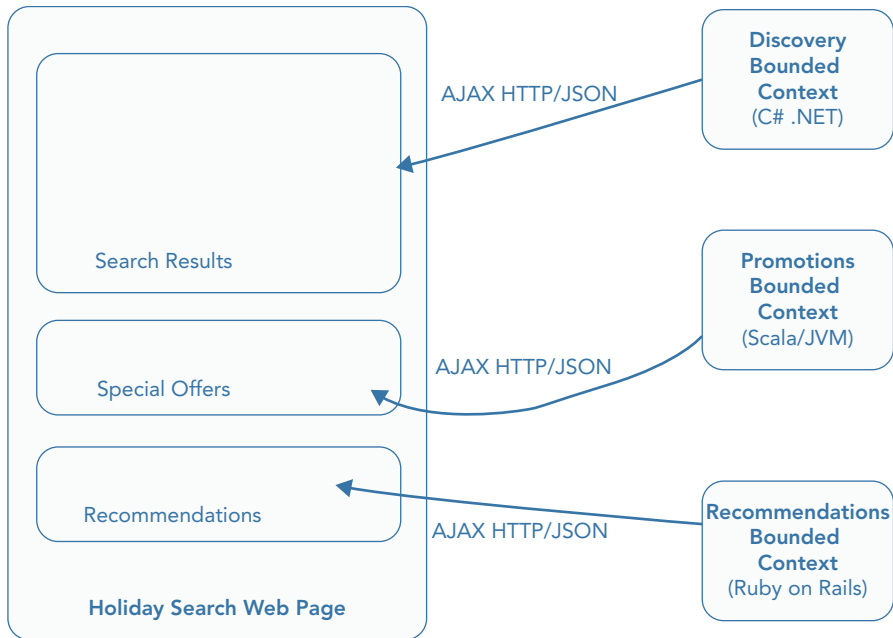 Discovery
Bounded
Context
(C# .NET)
AJAX HTTP/JSON
Search Results
Promotions
Bounded
Context
(Scala/JVM)
AJAX HTTP/JSON
Special Offers
Recommendations
Bounded
Context
(Ruby on Rails)
AJAX HTTP/JSON
Recommendations
Holiday Search Web Page